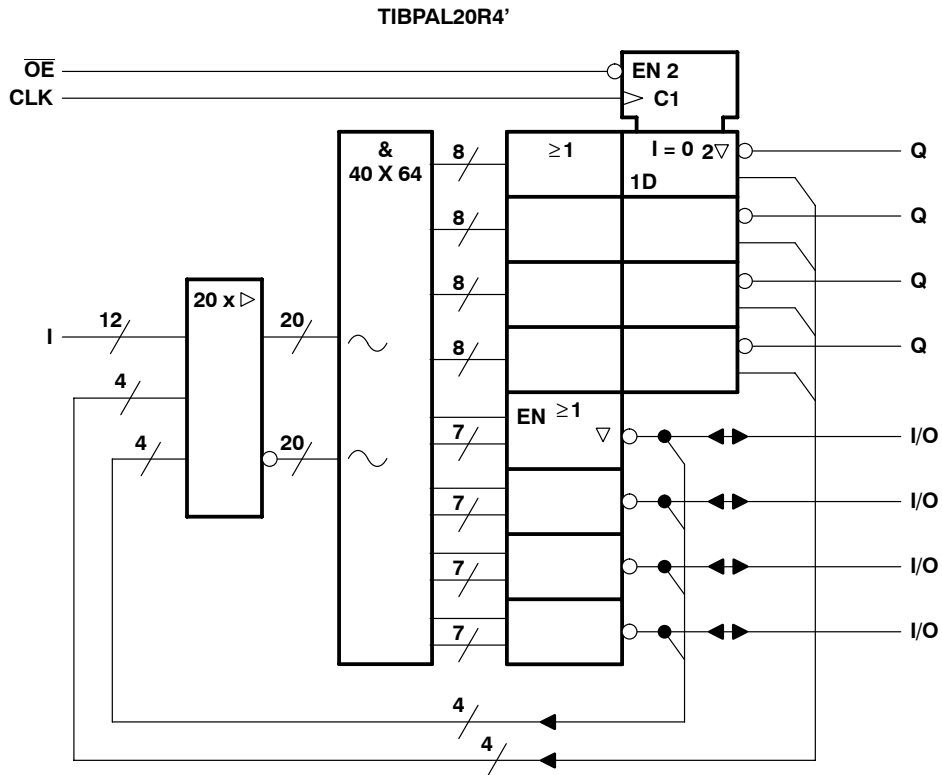 TIBPAL20R4’
OE
EN 2
CLK
C1
&
40 X 64
8
≥1
I = 0 2▽
1D
Q
8
Q
8
Q
20 x ▷
12
20
I
8
Q
4
EN ≥1
▽
7
I/O
4
20
7
I/O
7
I/O
7
I/O
4
4